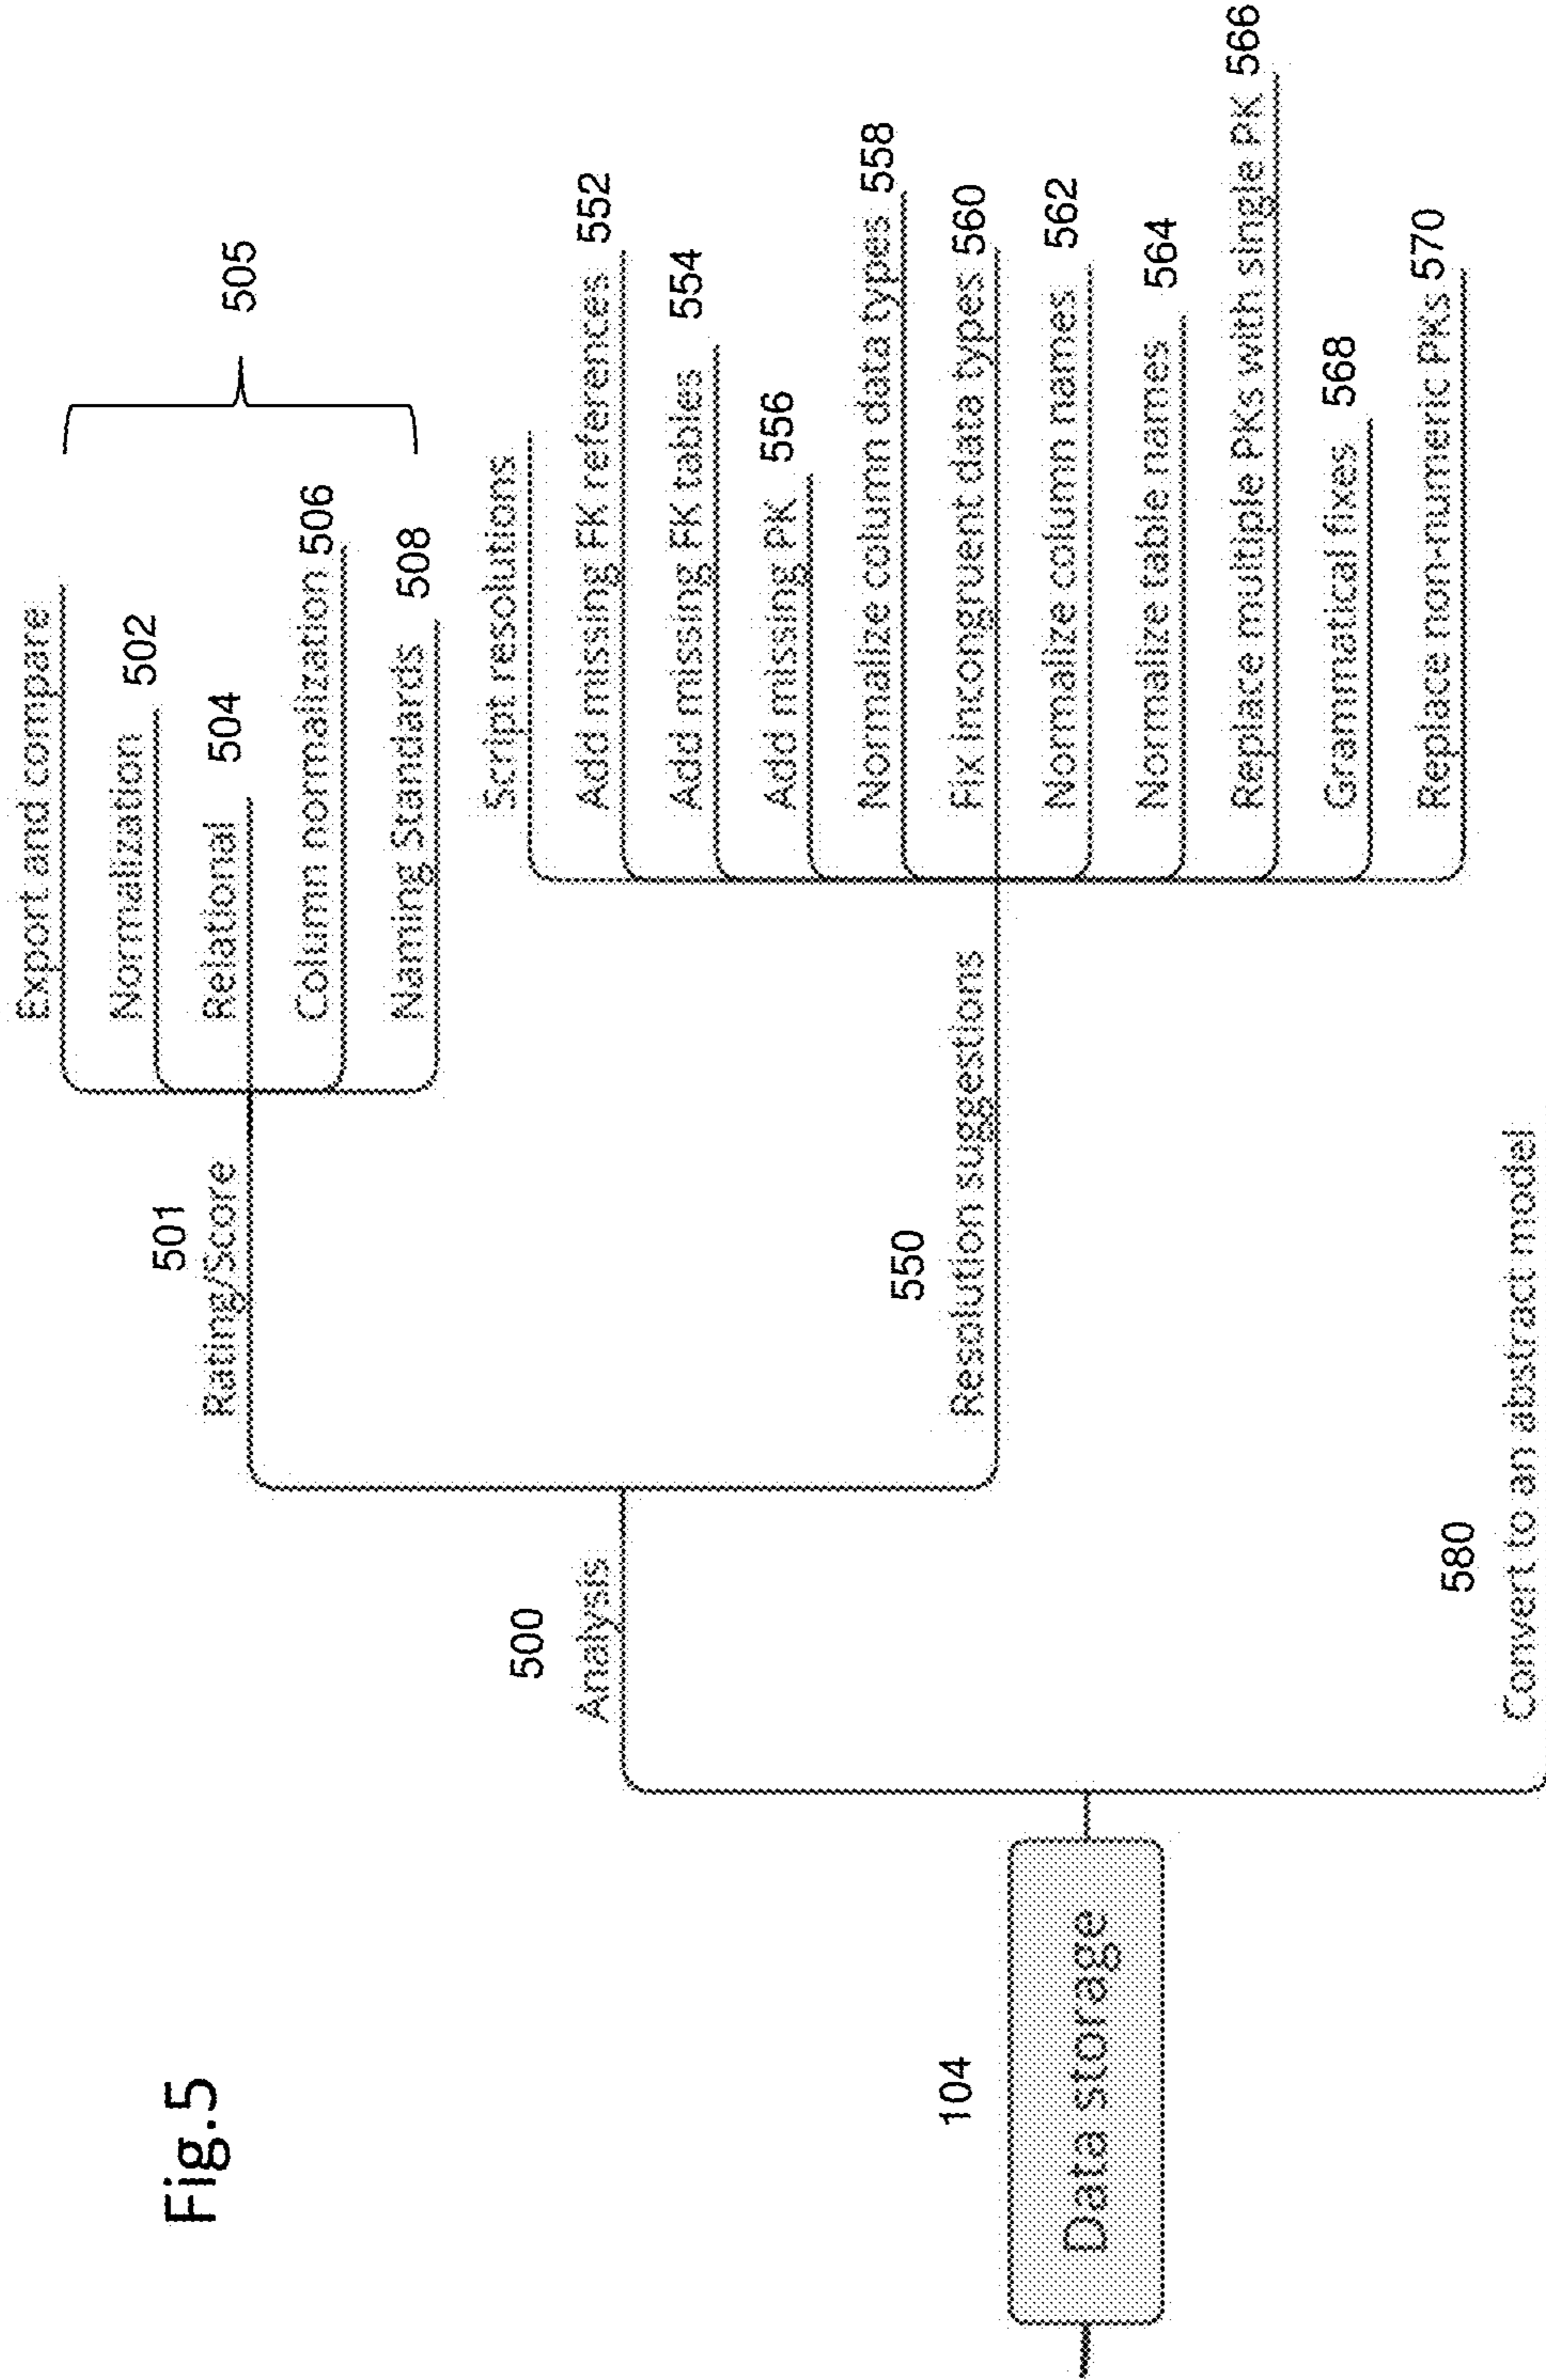 Fig.5
104
Data storage
500
Analysis
501
Rating/Score
Export and compare
Normalization 502
Relational 504
Column normalization 506
Naming Standards 508
505
550
Resolution suggestions
Script resolutions
Add missing FK references 552
Add missing FK tables 554
Add missing PK 556
Normalize column data types 558
Fix incongruent data types 560
Normalize column names 562
Normalize table names 564
Replace multiple PKs with single PK 566
Grammatical fixes 568
Replace non-numeric PKs 570
580
Convert to an abstract model